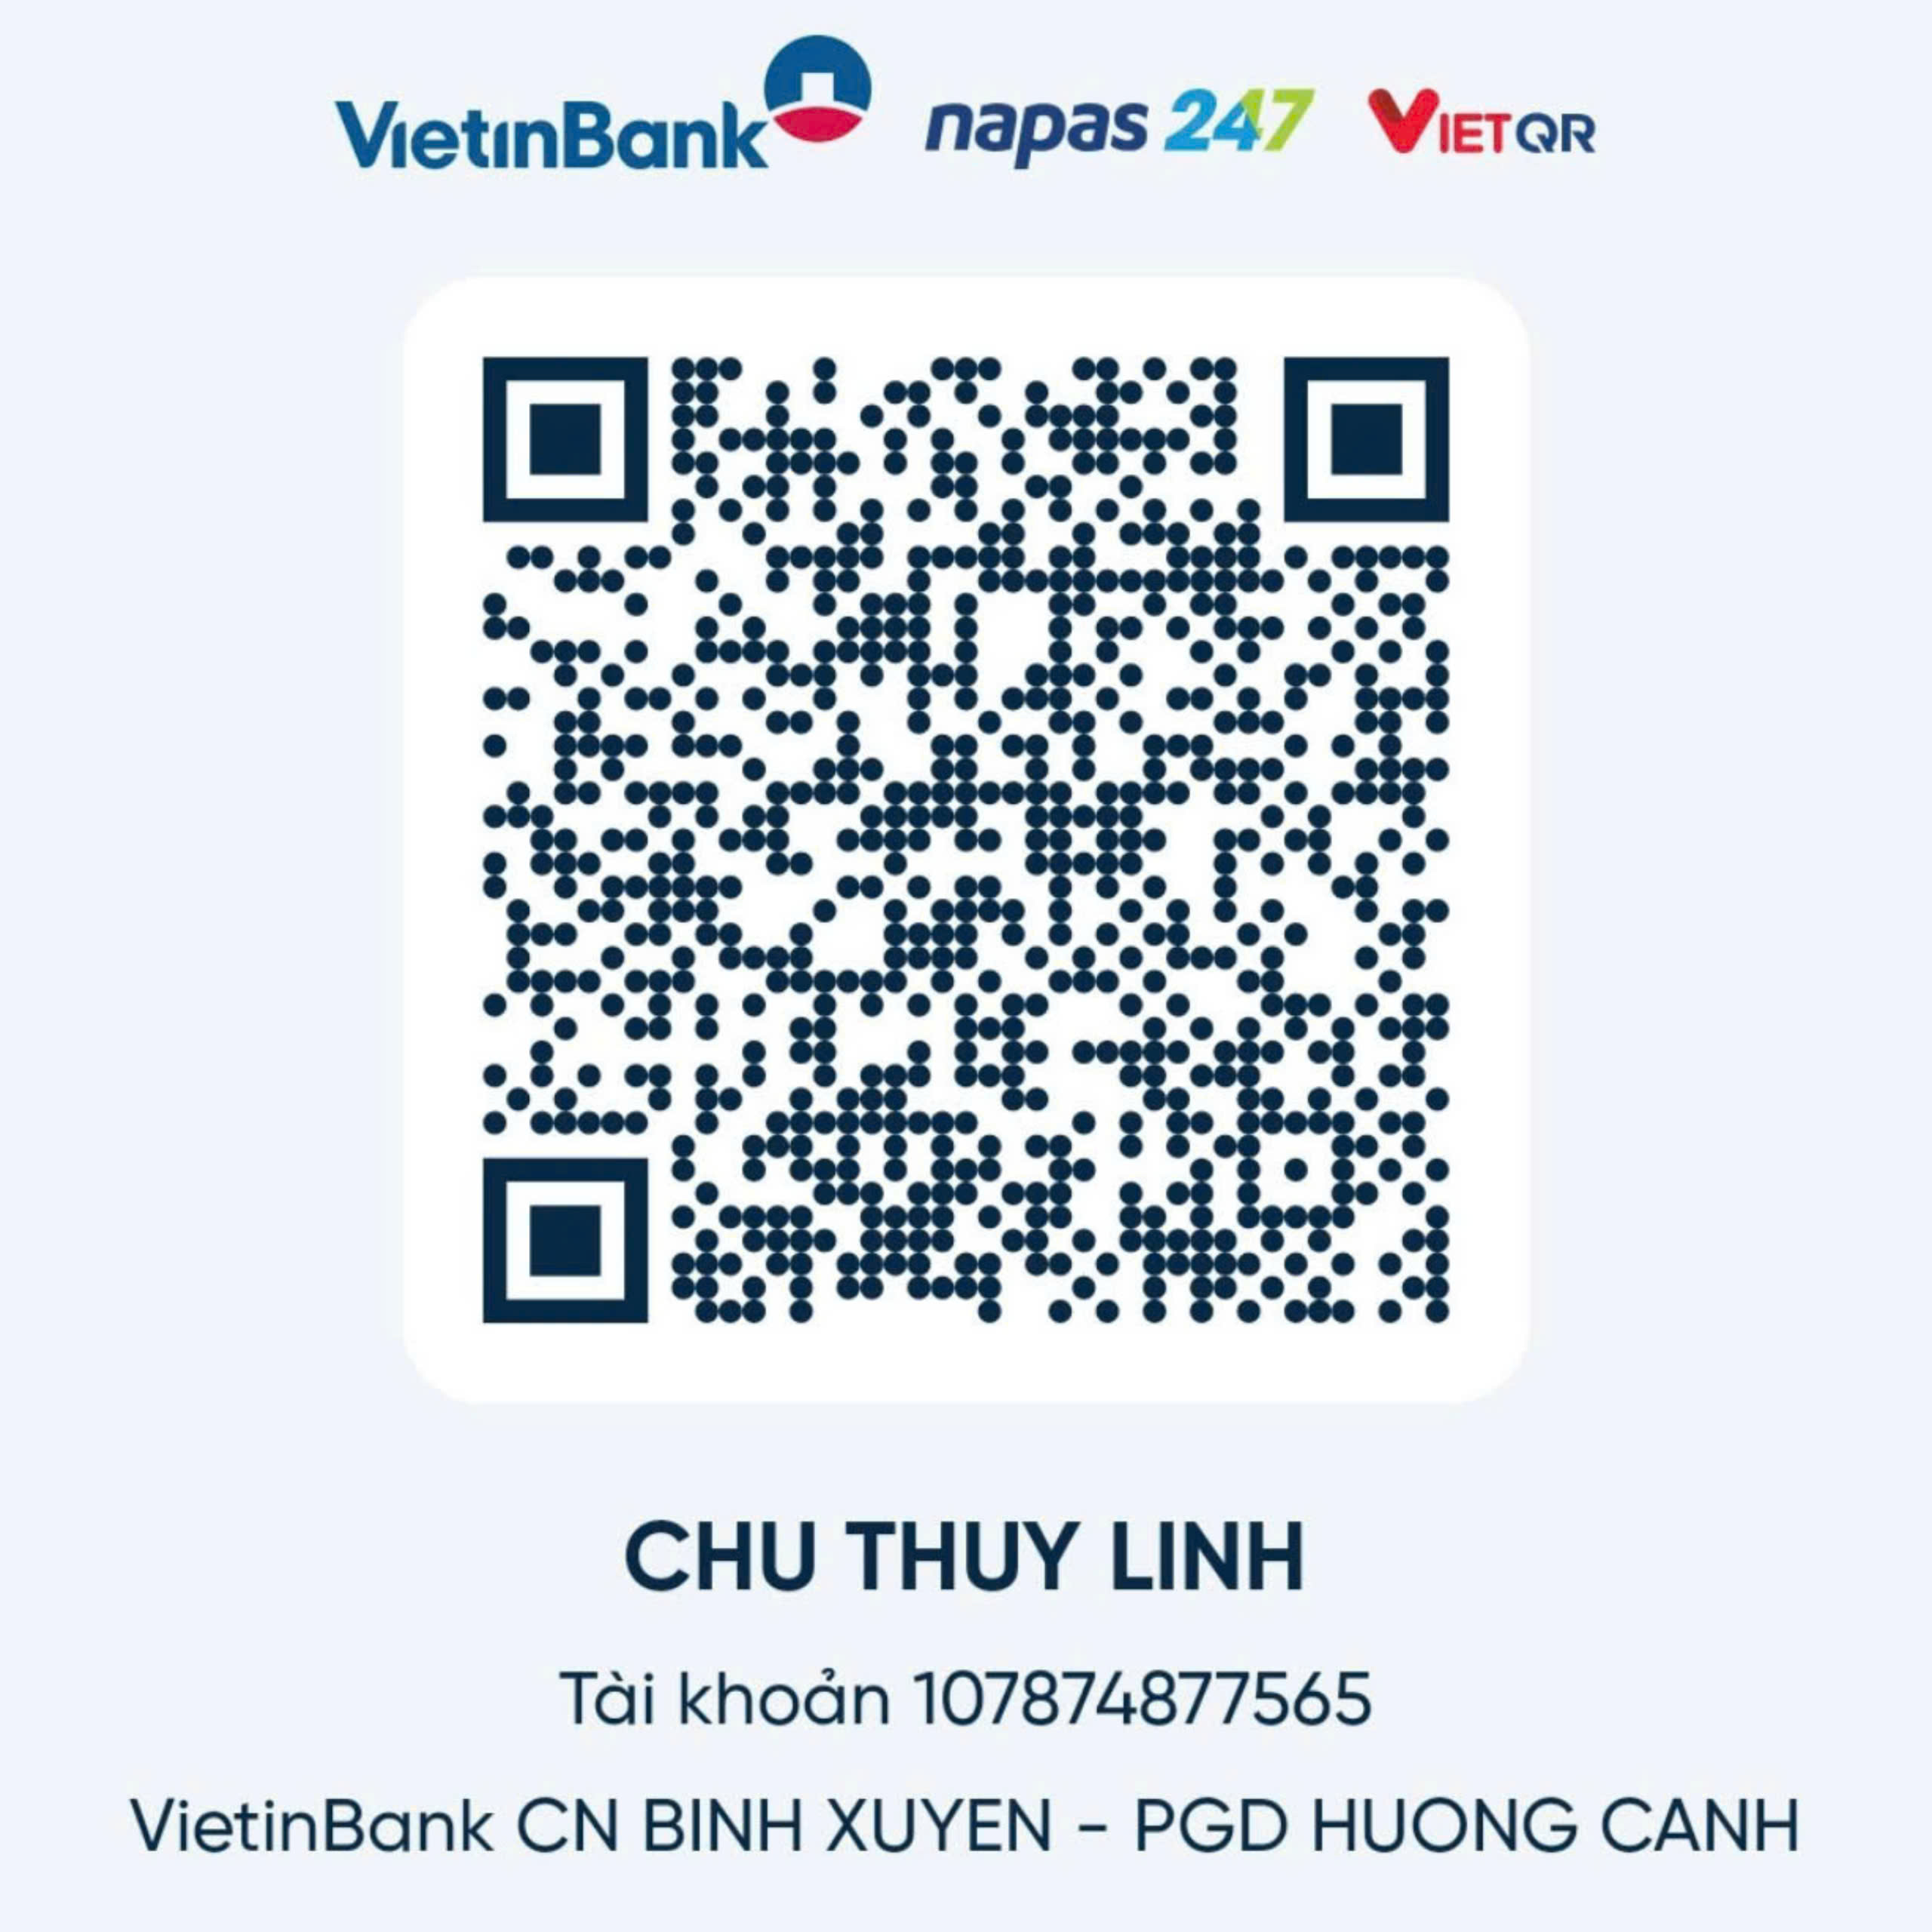 VietinBank napas 247 VIETQR
CHU THUY LINH
Tài khoản 107874877565
VietinBank CN BINH XUYEN - PGD HUONG CANH